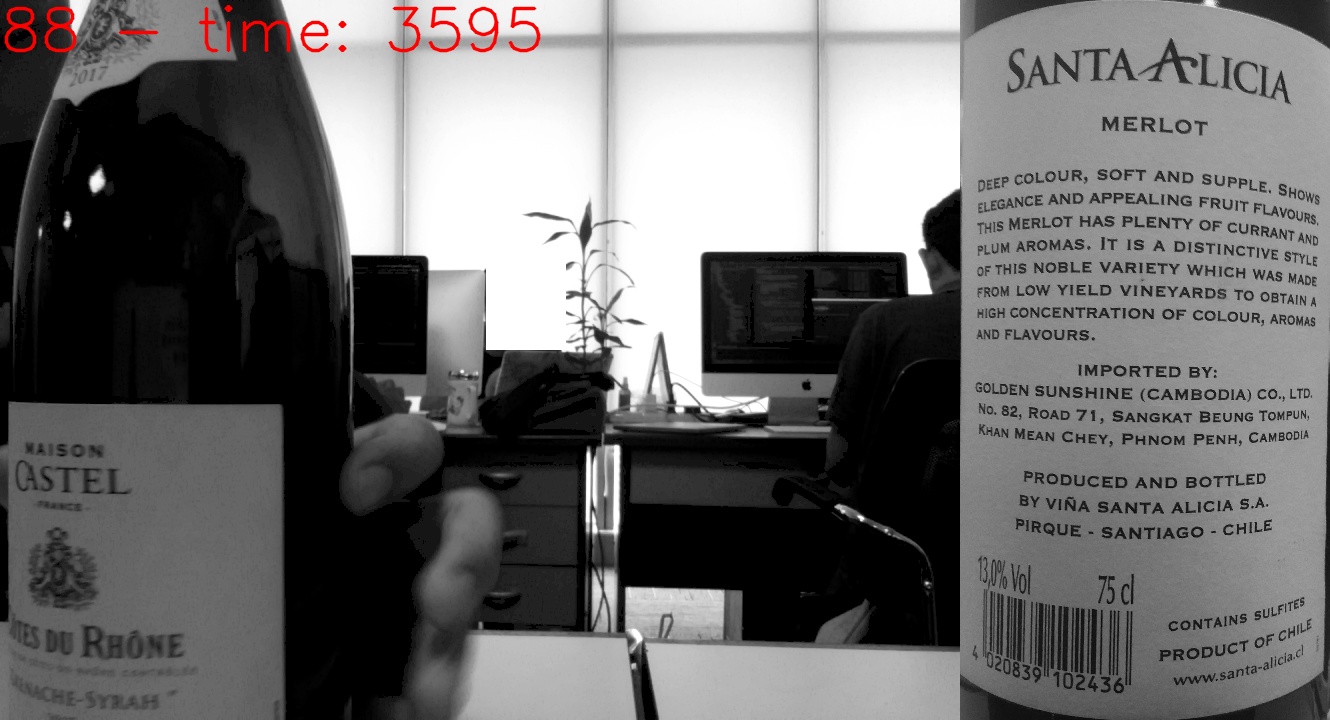 88 - time: 3595
2017
MAISON
CASTEL
-FRANCE-
DU RHÔNE
SYRAH
SANTA ALICIA
MERLOT
DEEP COLOUR, SOFT AND SUPPLE. SHOWS
ELEGANCE AND APPEALING FRUIT FLAVOURS.
THIS MERLOT HAS PLENTY OF CURRANT AND
PLUM AROMAS. IT IS A DISTINCTIVE STYLE
OF THIS NOBLE VARIETY WHICH WAS MADE
FROM LOW YIELD VINEYARDS TO OBTAIN A
HIGH CONCENTRATION OF COLOUR, AROMAS
AND FLAVOURS.
IMPORTED BY:
GOLDEN SUNSHINE (CAMBODIA) CO., LTD.
No. 82, ROAD 71, SANGKAT BEUNG TOMPUN,
KHAN MEAN CHEY, PHNOM PENH, CAMBODIA
PRODUCED AND BOTTLED
BY VIÑA SANTA ALICIA S.A.
PIRQUE - SANTIAGO - CHILE
13,0% Vol 75 cl
4 020839 102436
CONTAINS SULFITES
PRODUCT OF CHILE
www.santa-alicia.cl